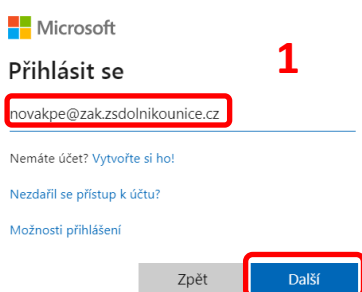 Microsoft
Přihlásit se
1
novakpe@zak.zsdolnikounice.cz
Nemáte účet? Vytvořte si ho!
Nezdařil se přístup k účtu?
Možnosti přihlášení
Zpět
Další